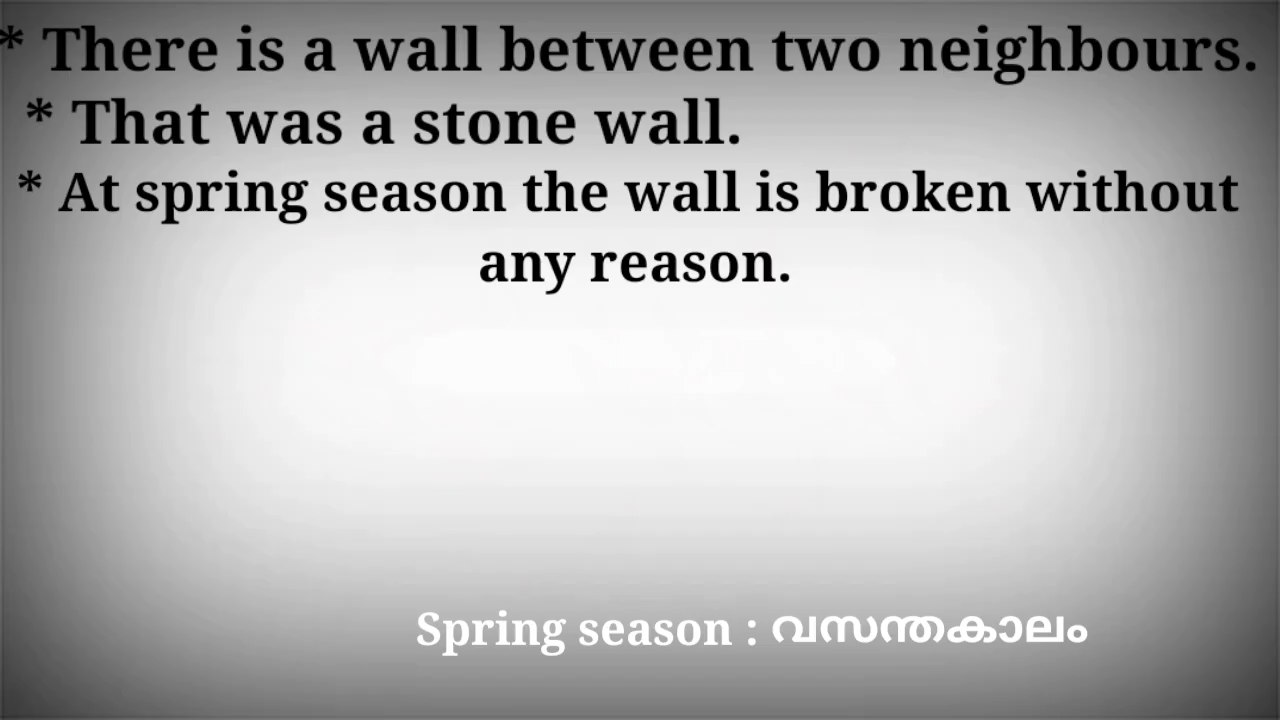 * There is a wall between two neighbours.
* That was a stone wall.
* At spring season the wall is broken without
any reason.
Spring season : വസന്തകാലം